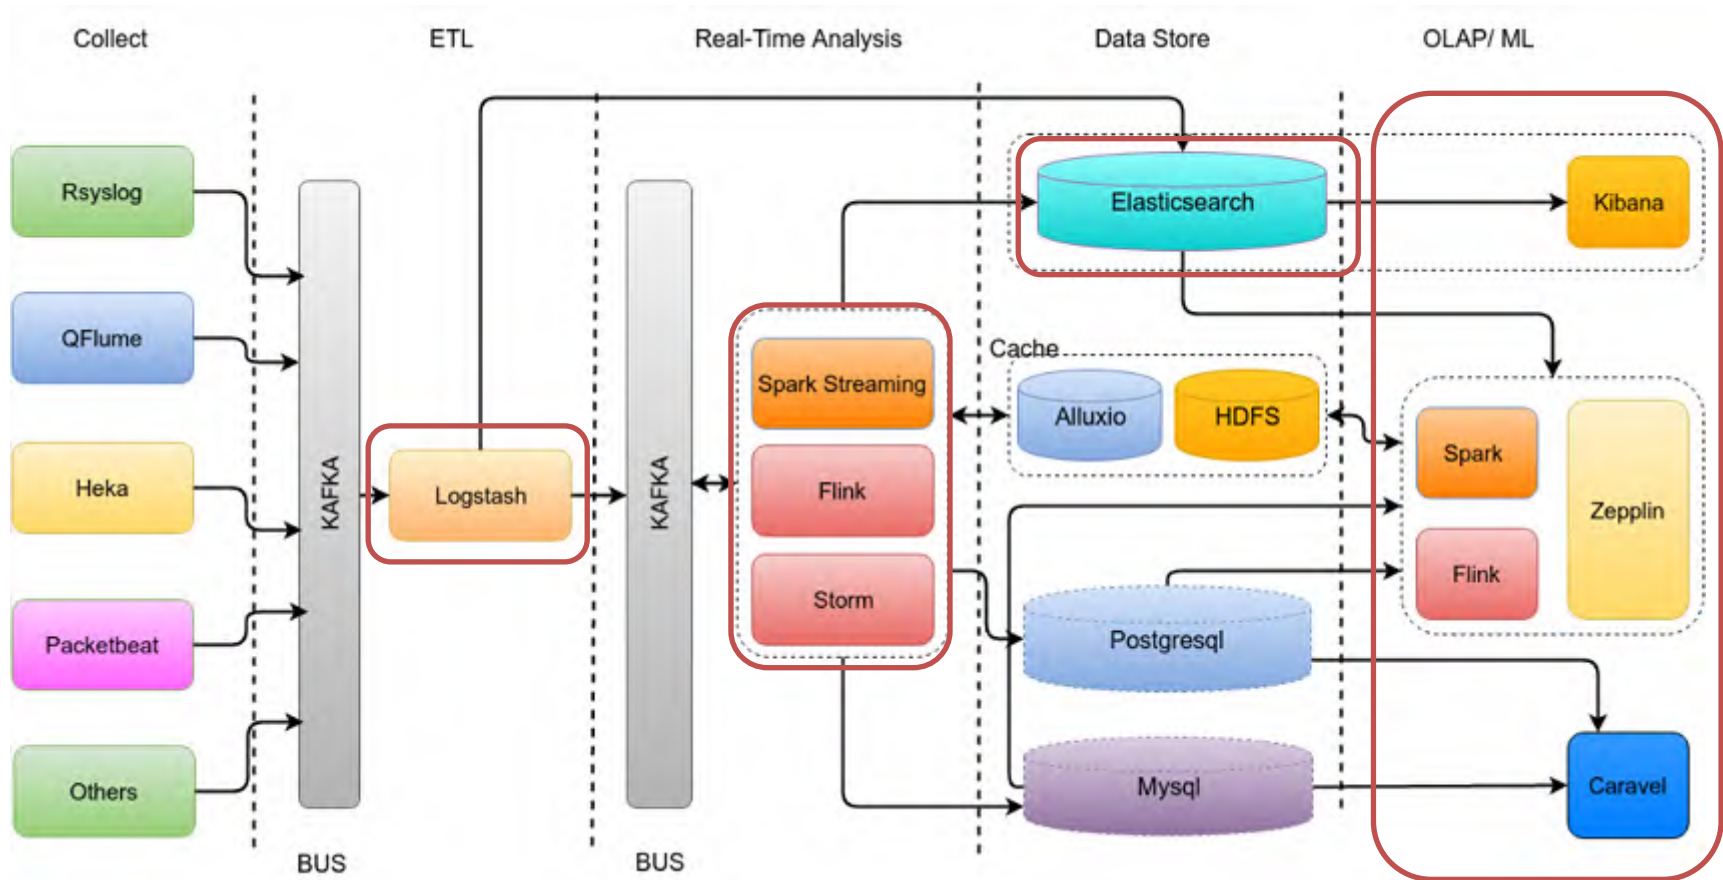 Collect
ETL
Real-Time Analysis
Data Store
OLAP/ ML
Rsyslog
QFlume
Heka
Packetbeat
Others
KAFKA
BUS
Logstash
KAFKA
BUS
Spark Streaming
Flink
Storm
Elasticsearch
Cache
Alluxio
HDFS
Postgresql
Mysql
Kibana
Spark
Flink
Zepplin
Caravel